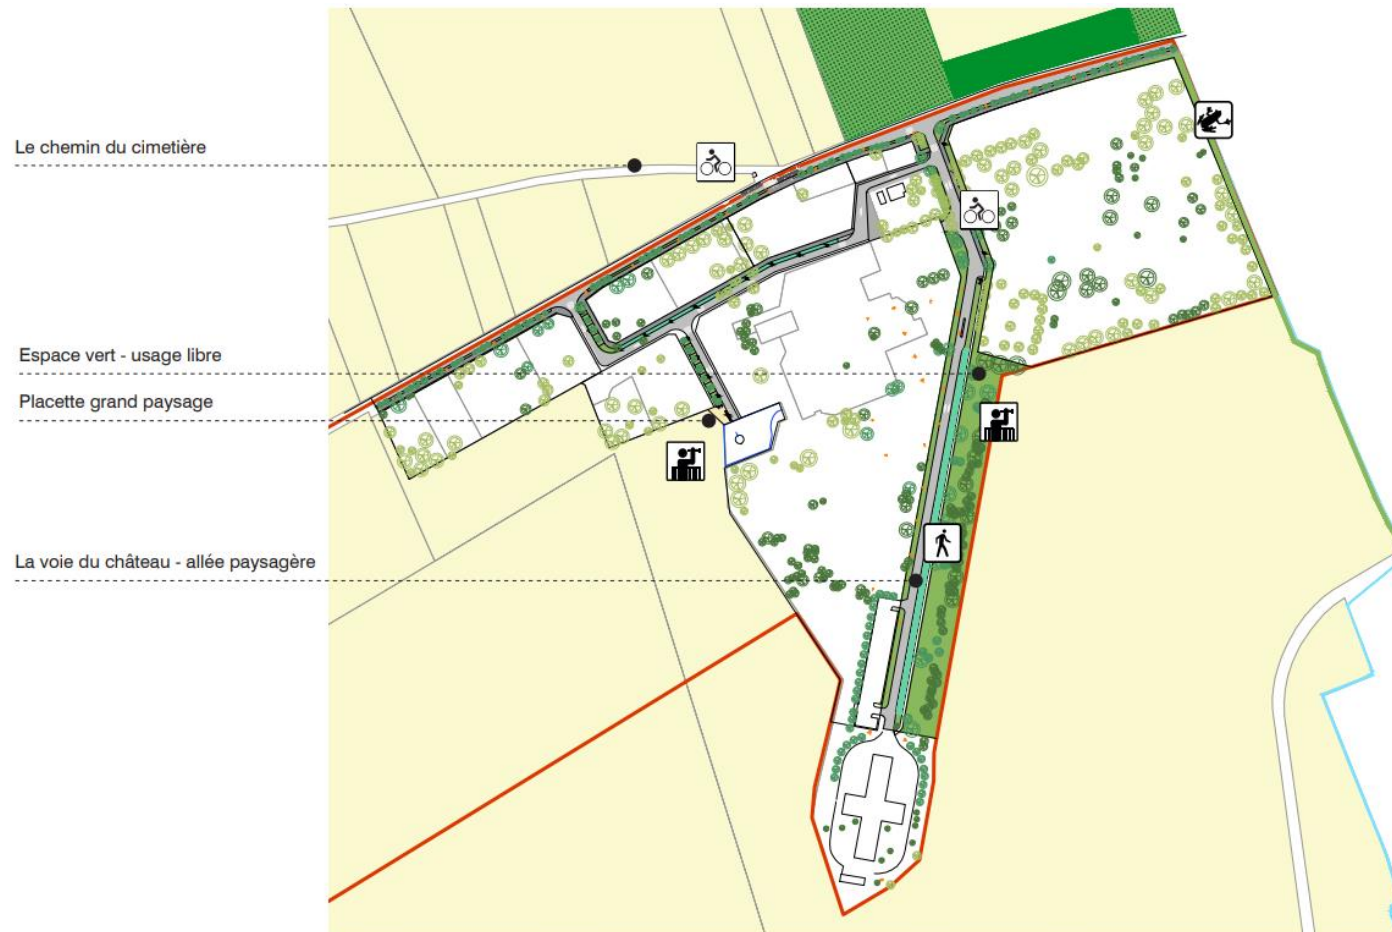 Le chemin du cimetière
Espace vert - usage libre
Placette grand paysage
La voie du château - allée paysagère